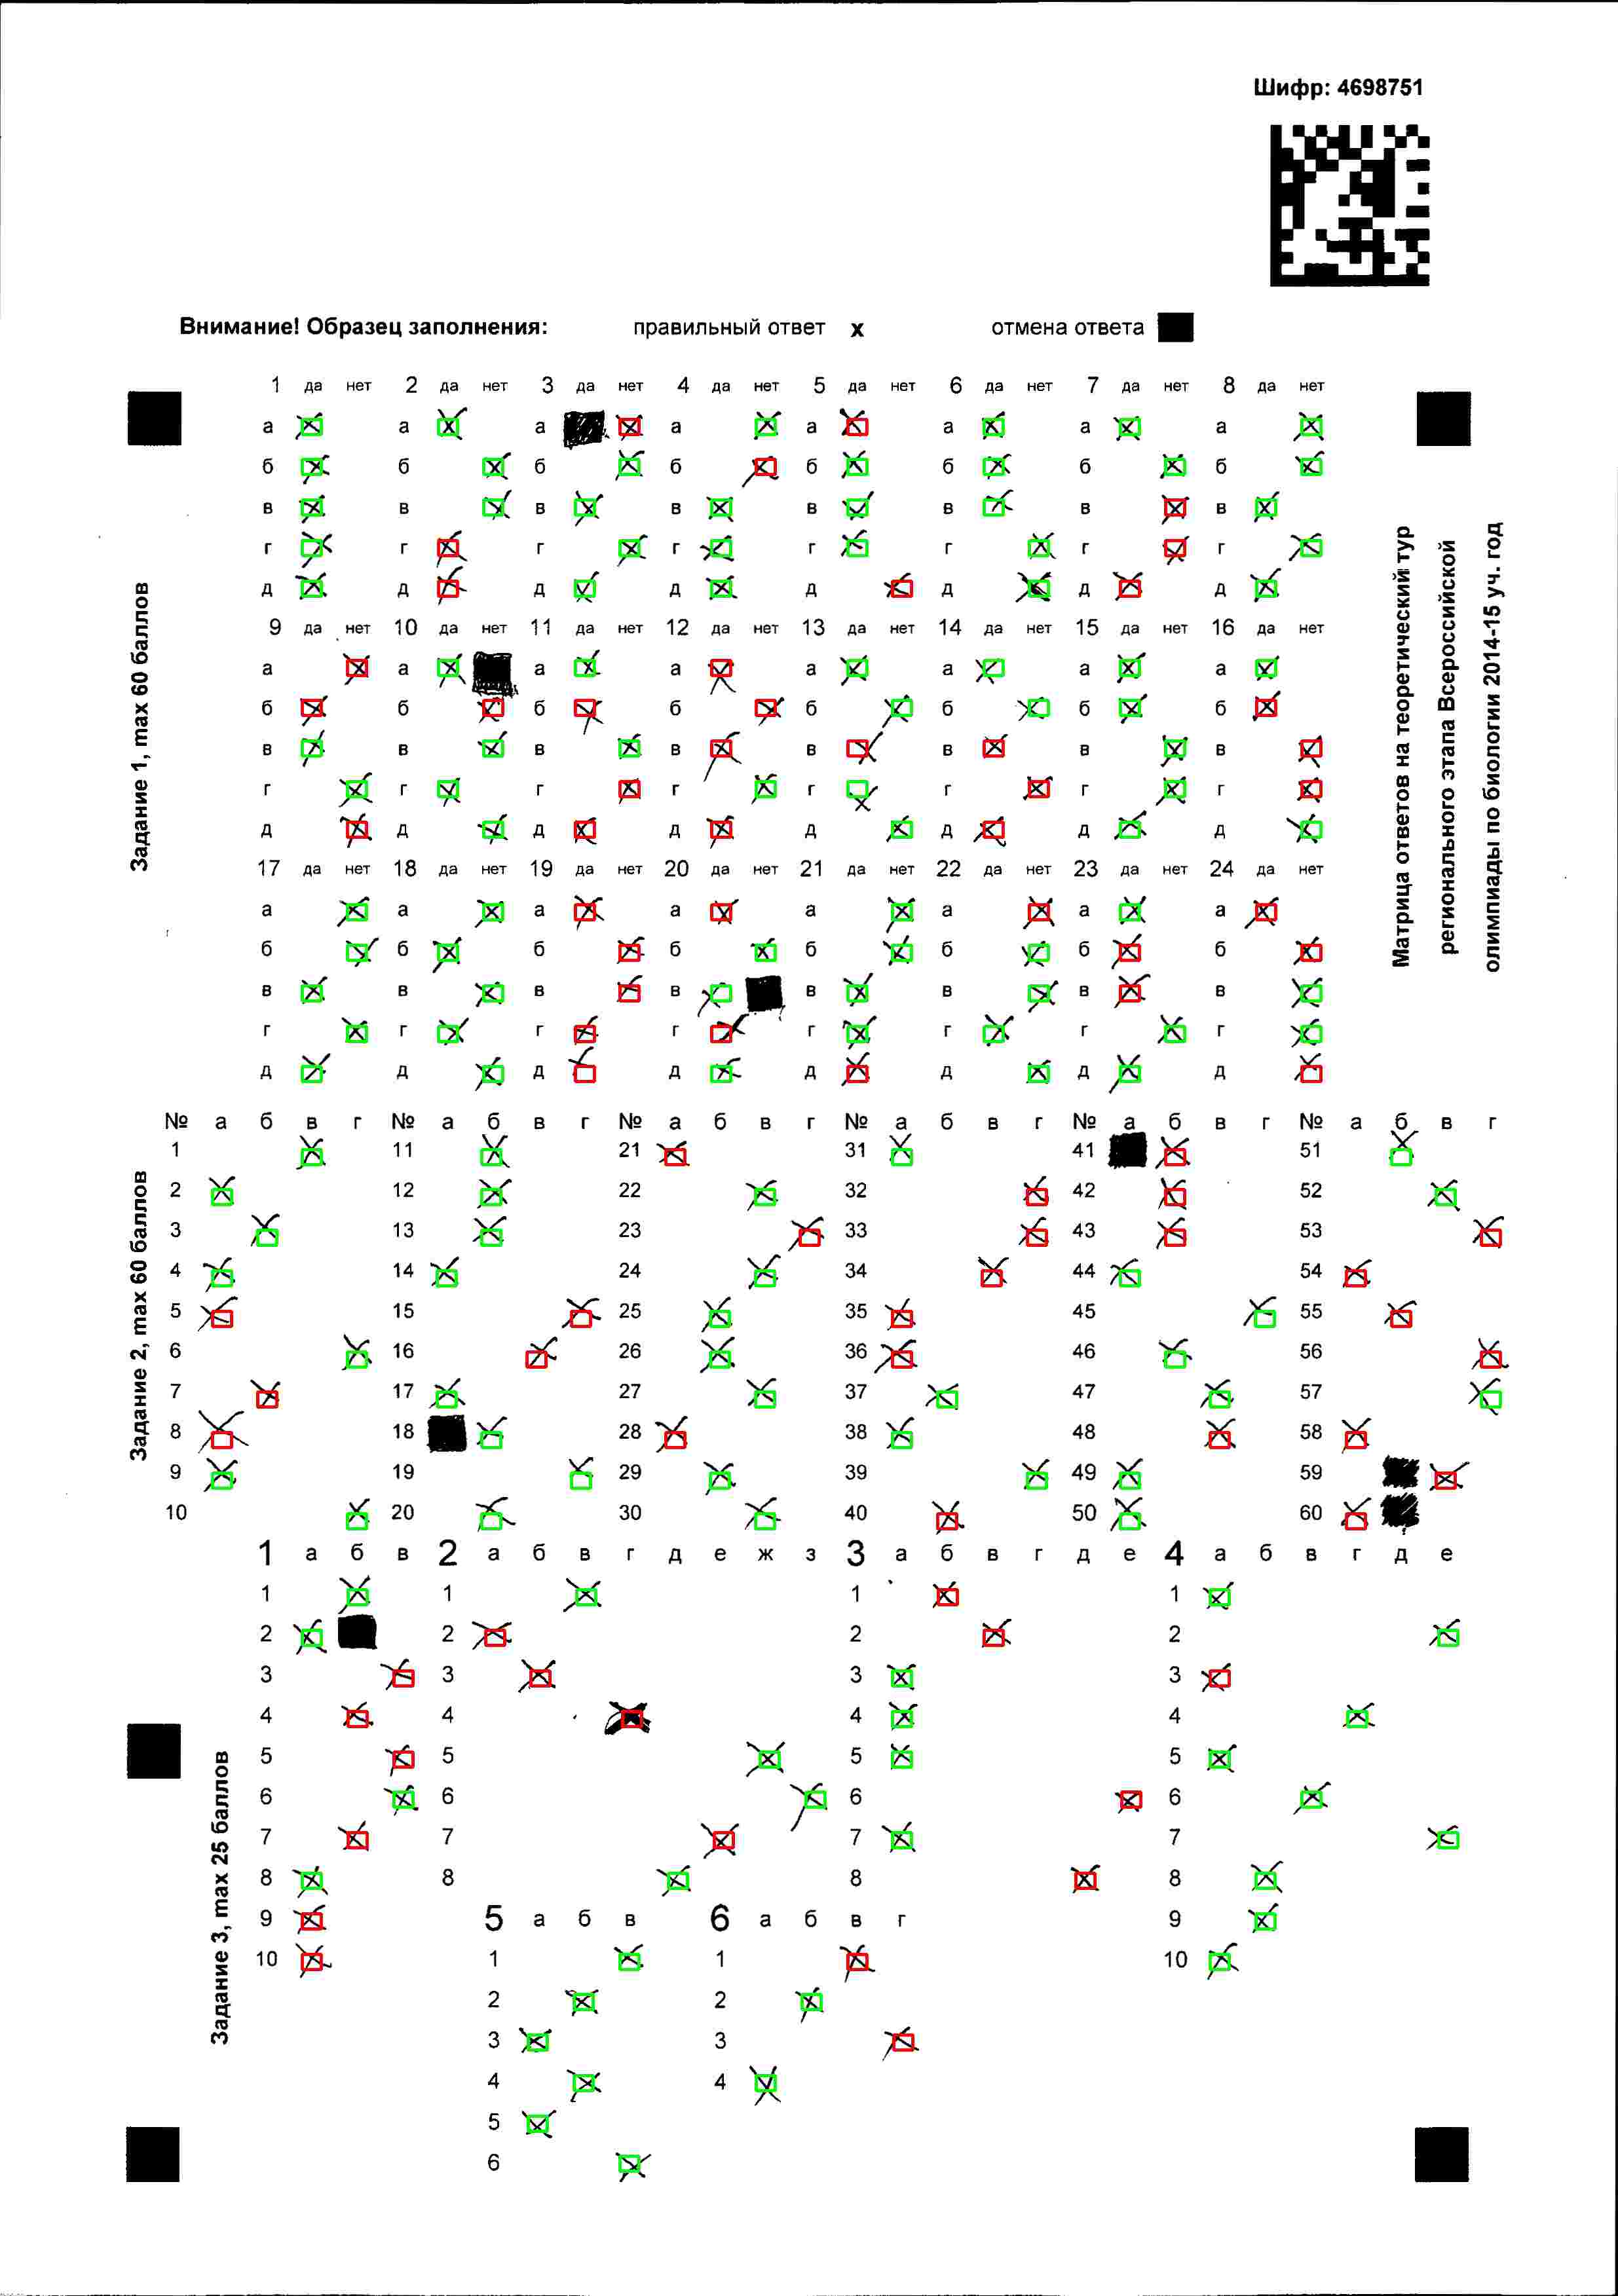 Шифр: 4698751
Внимание! Образец заполнения: правильный ответ x отмена ответа
1 да нет 2 да нет 3 да нет 4 да нет 5 да нет 6 да нет 7 да нет 8 да нет
а а а а а а а а
б б б б б б б б
в в в в в в в в
г г г г г г г г
д д д д д д д д
9 да нет 10 да нет 11 да нет 12 да нет 13 да нет 14 да нет 15 да нет 16 да нет
а а а а а а а а
б б б б б б б б
в в в в в в в в
г г г г г г г г
д д д д д д д д
17 да нет 18 да нет 19 да нет 20 да нет 21 да нет 22 да нет 23 да нет 24 да нет
а а а а а а а а
б б б б б б б б
в в в в в в в в
г г г г г г г г
д д д д д д д д
Задание 1, max 60 баллов
Матрица ответов на теоретический тур
регионального этапа Всероссийской
олимпиады по биологии 2014-15 уч. год
№ а б в г № а б в г № а б в г № а б в г № а б в г № а б в г
1 11 21 31 41 51
2 12 22 32 42 52
3 13 23 33 43 53
4 14 24 34 44 54
5 15 25 35 45 55
6 16 26 36 46 56
7 17 27 37 47 57
8 18 28 38 48 58
9 19 29 39 49 59
10 20 30 40 50 60
Задание 2, max 60 баллов
1 а б в 2 а б в г д е ж з 3 а б в г д е 4 а б в г д е
1 1 1 1
2 2 2 2
3 3 3 3
4 4 4 4
5 5 5 5
6 6 6 6
7 7 7 7
8 8 8 8
9 5 а б в 6 а б в г 9
10 1 1 10
2 2
3 3
4 4
5
6
Задание 3, max 25 баллов